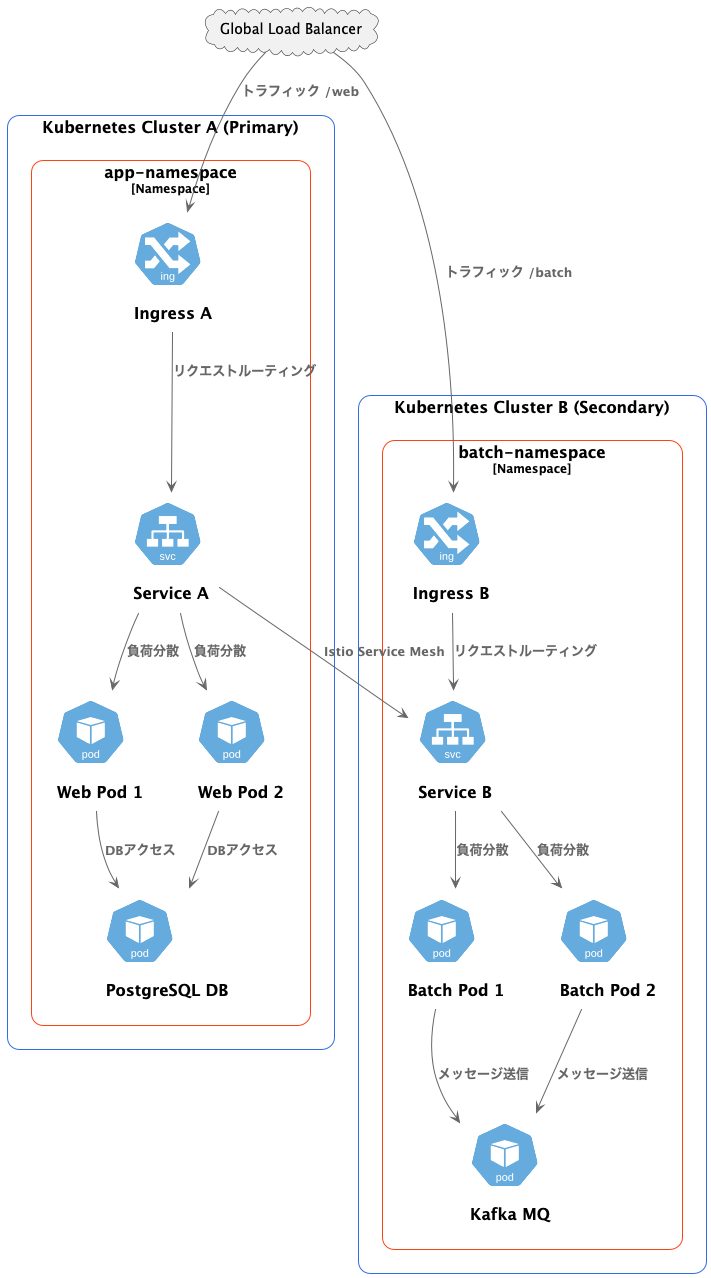 Global Load Balancer
トラフィック /web
Kubernetes Cluster A (Primary)
app-namespace
[Namespace]
ing
Ingress A
トラフィック /batch
リクエストルーティング
Kubernetes Cluster B (Secondary)
batch-namespace
[Namespace]
svc
Service A
ing
Ingress B
負荷分散
負荷分散
Istio Service Mesh
リクエストルーティング
pod
Web Pod 1
pod
Web Pod 2
svc
Service B
DBアクセス
DBアクセス
負荷分散
負荷分散
pod
PostgreSQL DB
pod
Batch Pod 1
pod
Batch Pod 2
メッセージ送信
メッセージ送信
pod
Kafka MQ